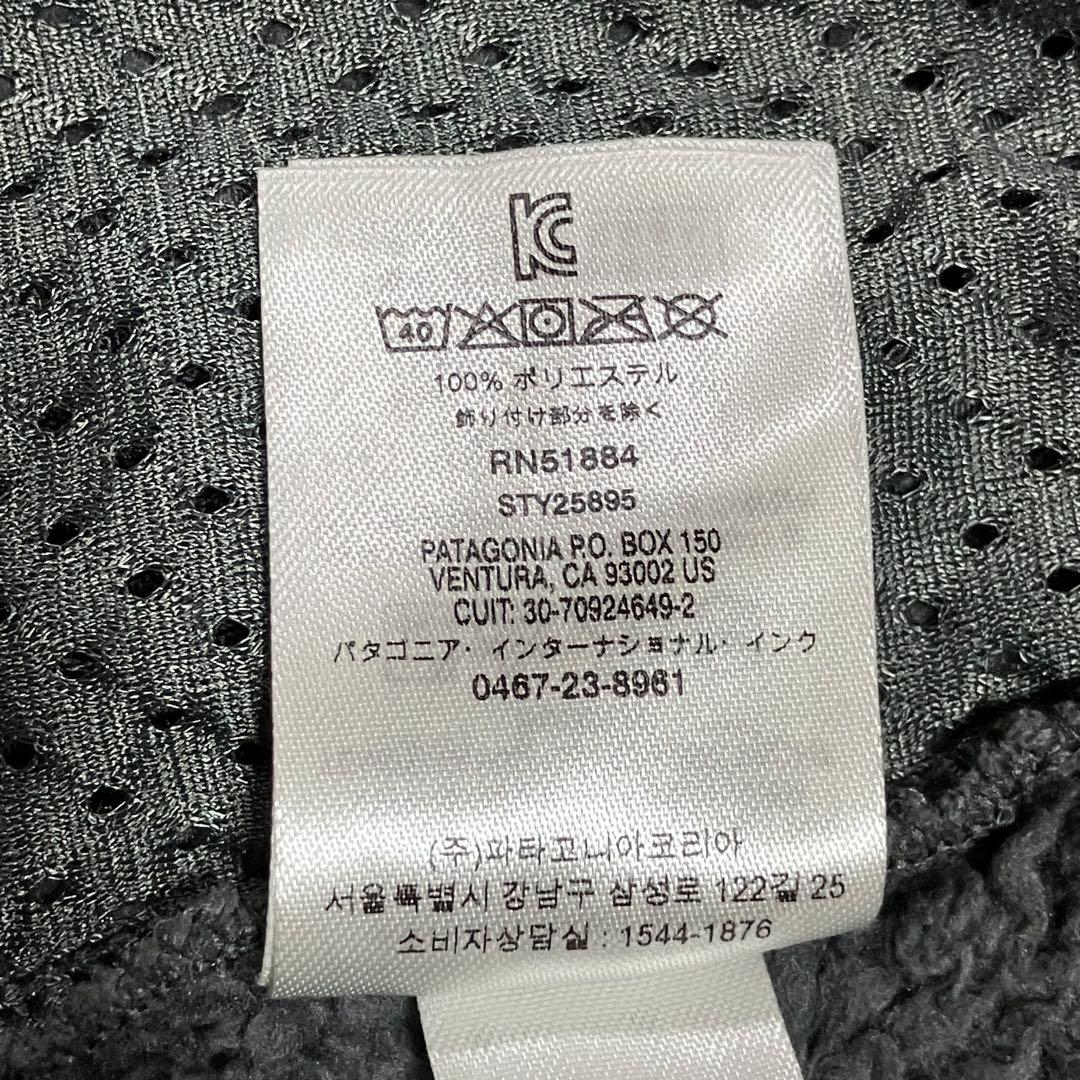 KC
40
100% ポリエステル
飾り付け部分を除く
RN51884
STY25895
PATAGONIA P.O. BOX 150
VENTURA, CA 93002 US
CUIT: 30-70924649-2
パタゴニア・インターナショナル・インク
0467-23-8961
(주)파타고니아코리아
서울특별시 강남구 삼성로 122길 25
소비자상담실 : 1544-1876